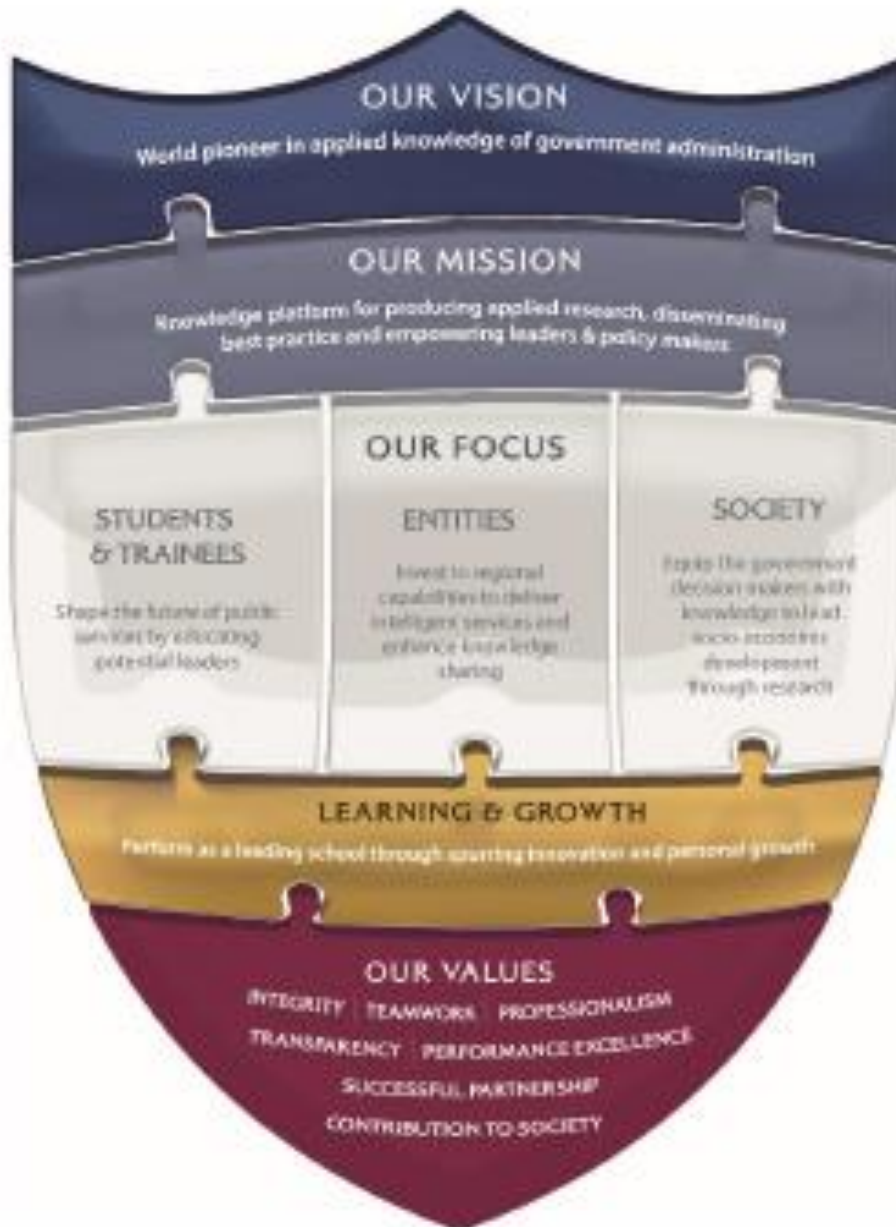 OUR VISION
World pioneer in applied knowledge of government administration
OUR MISSION
Knowledge platform for producing applied research, disseminating
best practice and empowering leaders & policy makers
OUR FOCUS
STUDENTS
& TRAINEES
Shape the future of public
services by educating
potential leaders
ENTITIES
Invest in regional
capabilities to deliver
intelligent services and
enhance knowledge
sharing
SOCIETY
Equip the government
decision makers with
knowledge to lead
socio-economic
development
through research
LEARNING & GROWTH
Perform as a leading school through spurring innovation and personal growth
OUR VALUES
INTEGRITY | TEAMWORK | PROFESSIONALISM
TRANSPARENCY | PERFORMANCE EXCELLENCE
SUCCESSFUL PARTNERSHIP
CONTRIBUTION TO SOCIETY